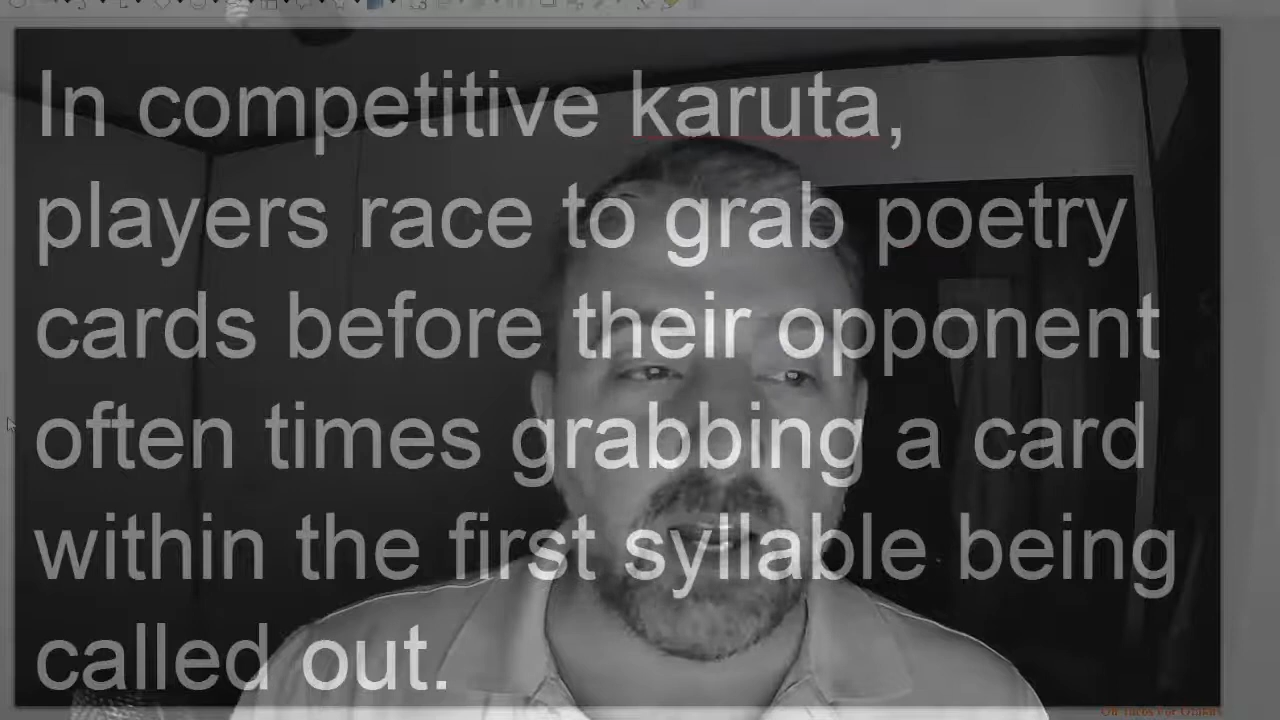 In competitive karuta,
players race to grab poetry
cards before their opponent
often times grabbing a card
within the first syllable being
called out.